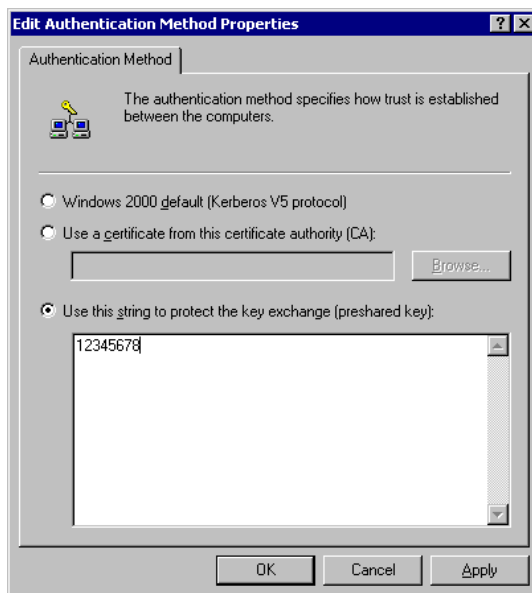 Edit Authentication Method Properties
Authentication Method
The authentication method specifies how trust is established
between the computers.
Windows 2000 default (Kerberos V5 protocol)
Use a certificate from this certificate authority (CA):
Browse...
Use this string to protect the key exchange (preshared key):
12345678
OK Cancel Apply